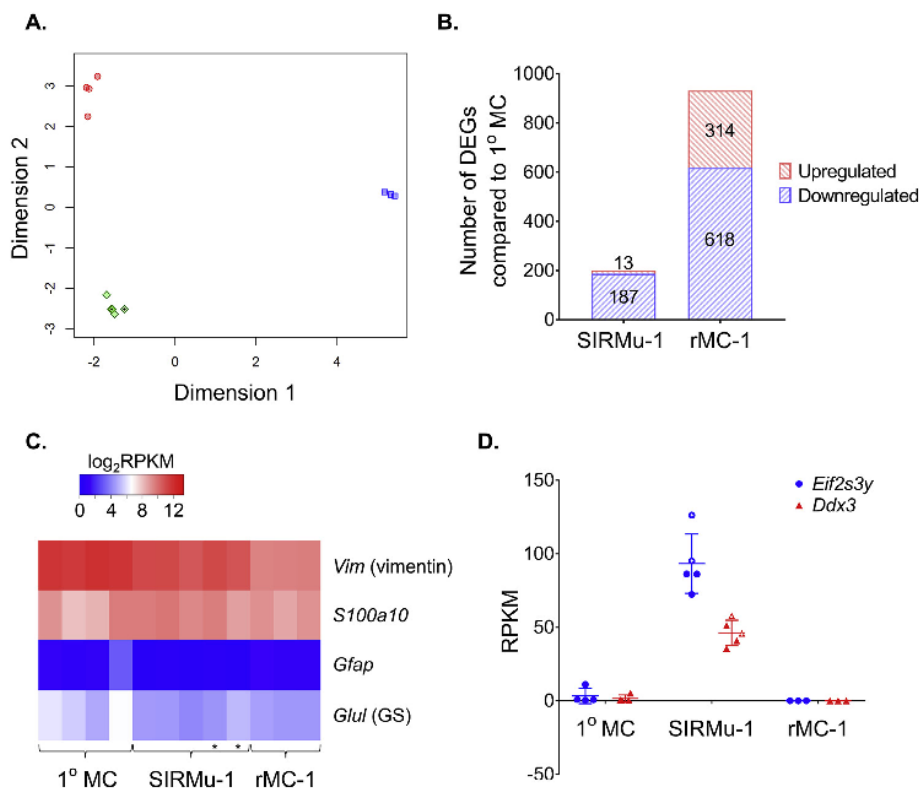 A.
3
2
1
0
-1
-2
-3
Dimension 2
-2
0
2
4
Dimension 1
B.
1000
800
600
400
200
0
Number of DEGs
compared to 1° MC
314
618
13
187
Upregulated
Downregulated
SIRMu-1
rMC-1
C.
log₂RPKM
0 4 8 12
Vim (vimentin)
S100a10
Gfap
Glul (GS)
* *
1° MC
SIRMu-1
rMC-1
D.
150
100
50
0
-50
RPKM
Eif2s3y
Ddx3
1° MC
SIRMu-1
rMC-1